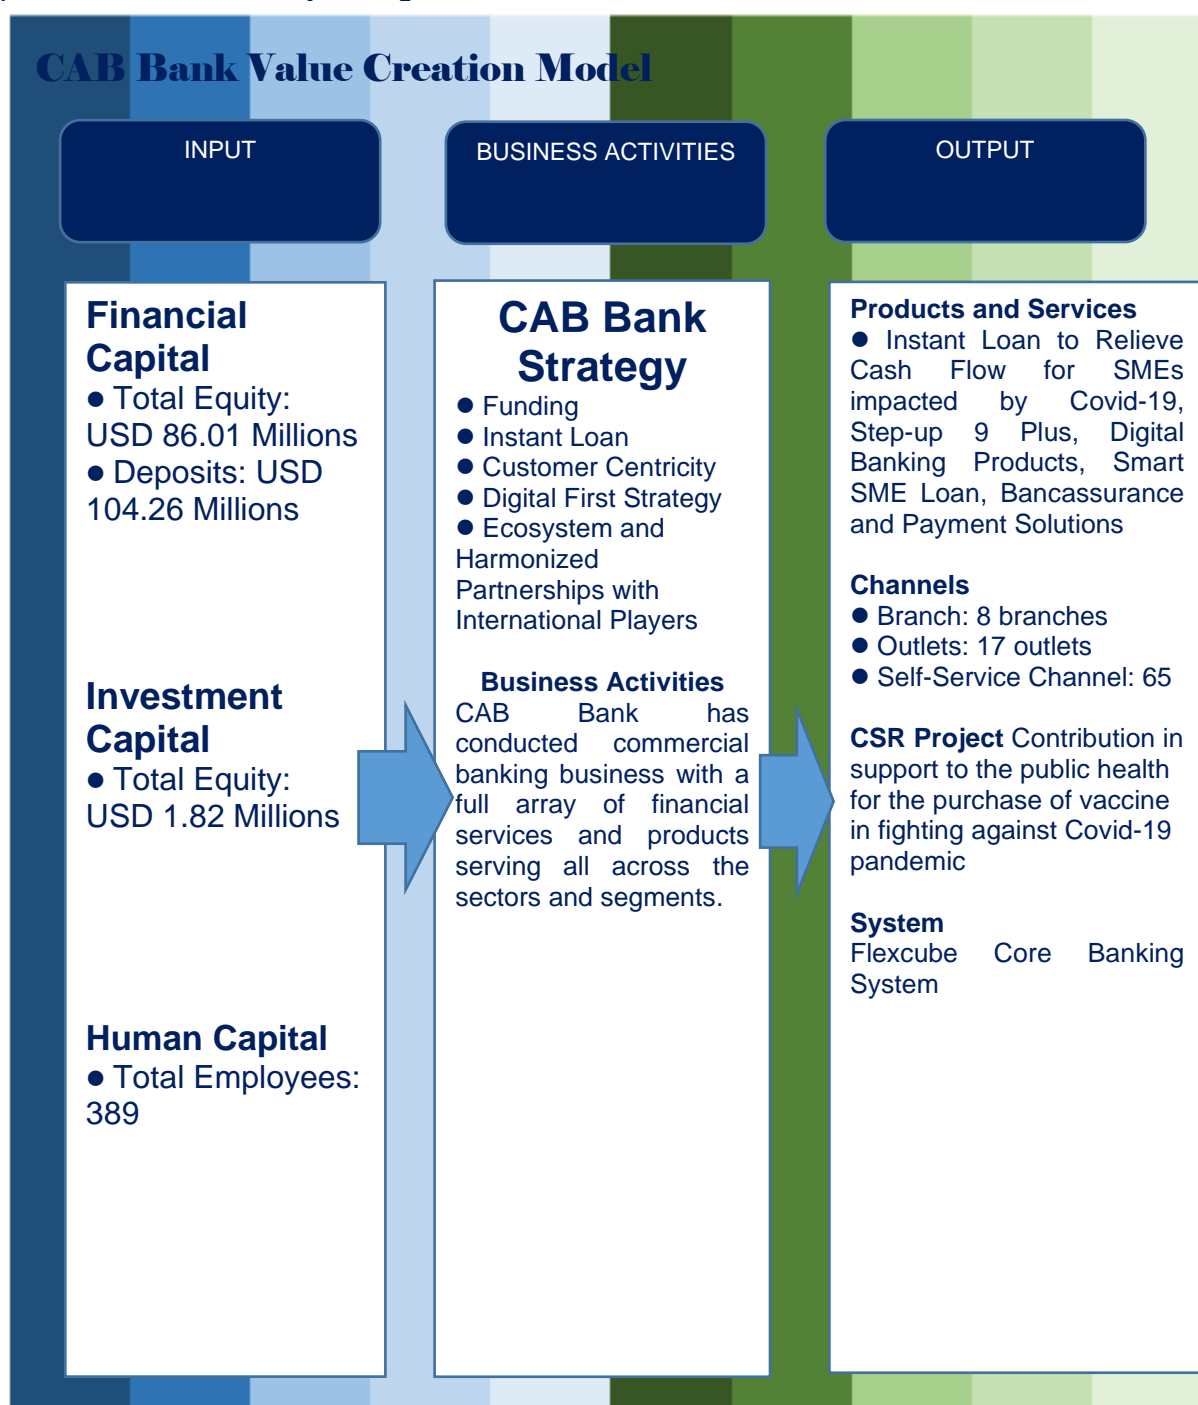 CAB Bank Value Creation Model
INPUT
BUSINESS ACTIVITIES
OUTPUT
Financial
Capital
● Total Equity:
USD 86.01 Millions
● Deposits: USD
104.26 Millions
Investment
Capital
● Total Equity:
USD 1.82 Millions
Human Capital
● Total Employees:
389
CAB Bank
Strategy
● Funding
● Instant Loan
● Customer Centricity
● Digital First Strategy
● Ecosystem and
Harmonized
Partnerships with
International Players
Business Activities
CAB Bank has
conducted commercial
banking business with a
full array of financial
services and products
serving all across the
sectors and segments.
Products and Services
● Instant Loan to Relieve
Cash Flow for SMEs
impacted by Covid-19,
Step-up 9 Plus, Digital
Banking Products, Smart
SME Loan, Bancassurance
and Payment Solutions
Channels
● Branch: 8 branches
● Outlets: 17 outlets
● Self-Service Channel: 65
CSR Project Contribution in
support to the public health
for the purchase of vaccine
in fighting against Covid-19
pandemic
System
Flexcube Core Banking
System